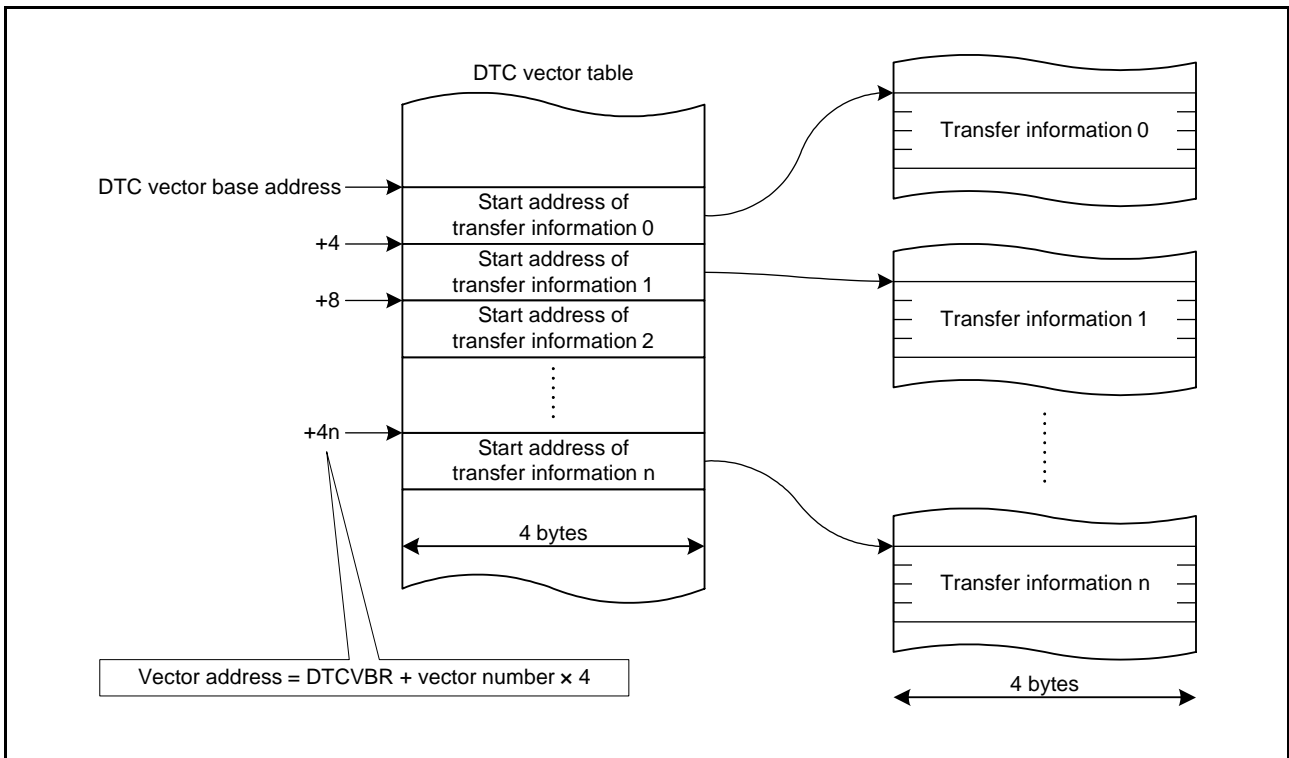 DTC vector table
DTC vector base address
Start address of
transfer information 0
+4
Start address of
transfer information 1
+8
Start address of
transfer information 2
+4n
Start address of
transfer information n
4 bytes
Vector address = DTCVBR + vector number × 4
Transfer information 0
Transfer information 1
Transfer information n
4 bytes